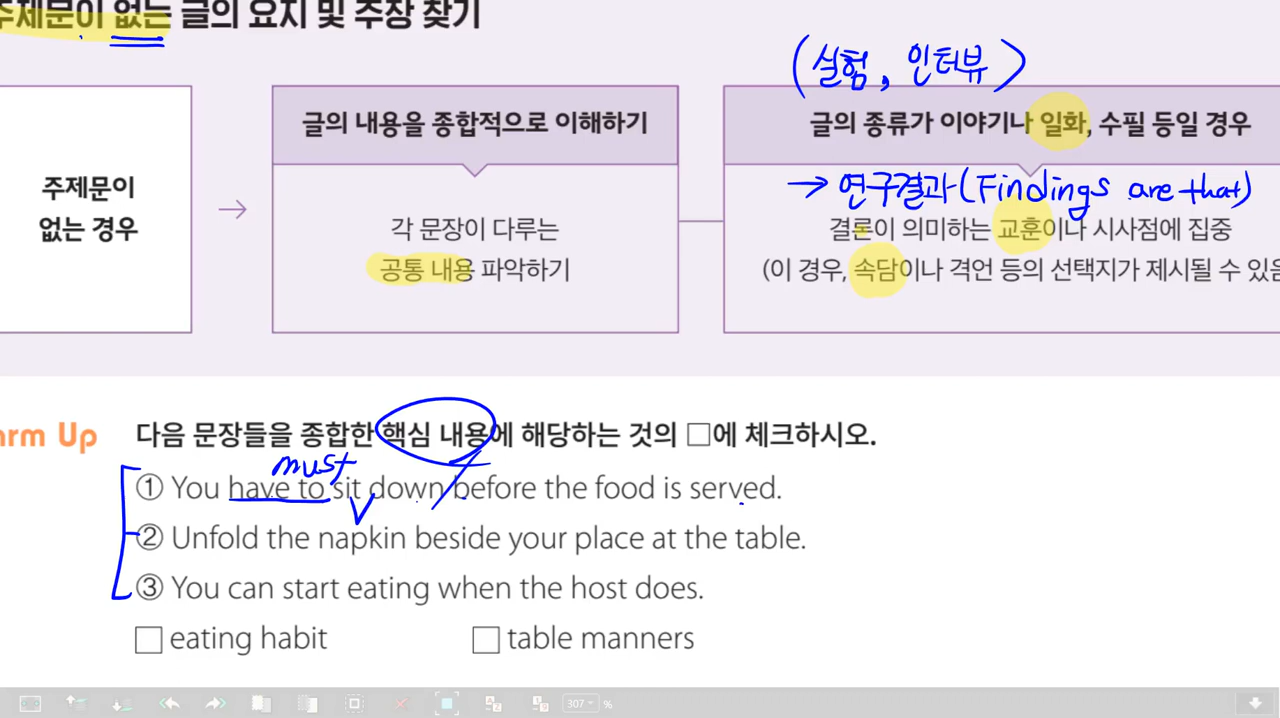 주제문이 없는 글의 요지 및 주장 찾기
(실험, 인터뷰)
주제문이
없는 경우
→
글의 내용을 종합적으로 이해하기
각 문장이 다루는
공통 내용 파악하기
글의 종류가 이야기나 일화, 수필 등일 경우
→ 연구결과(Findings are that)
결론이 의미하는 교훈이나 시사점에 집중
(이 경우, 속담이나 격언 등의 선택지가 제시될 수 있음
arm Up
다음 문장들을 종합한 핵심 내용에 해당하는 것의 □에 체크하시오.
must
① You have to sit down before the food is served.
V
② Unfold the napkin beside your place at the table.
③ You can start eating when the host does.
□ eating habit □ table manners
307 %